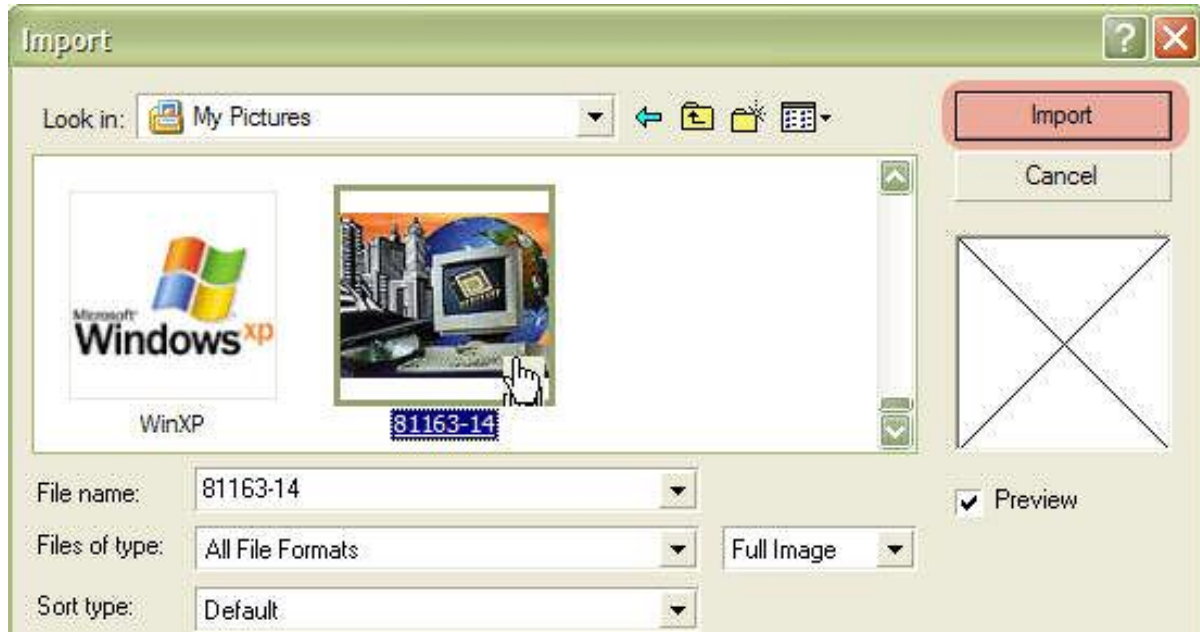 Import
Look in: My Pictures
Import
Cancel
Microsoft
Windows xp
WinXP
81163-14
File name: 81163-14
Preview
Files of type: All File Formats Full Image
Sort type: Default